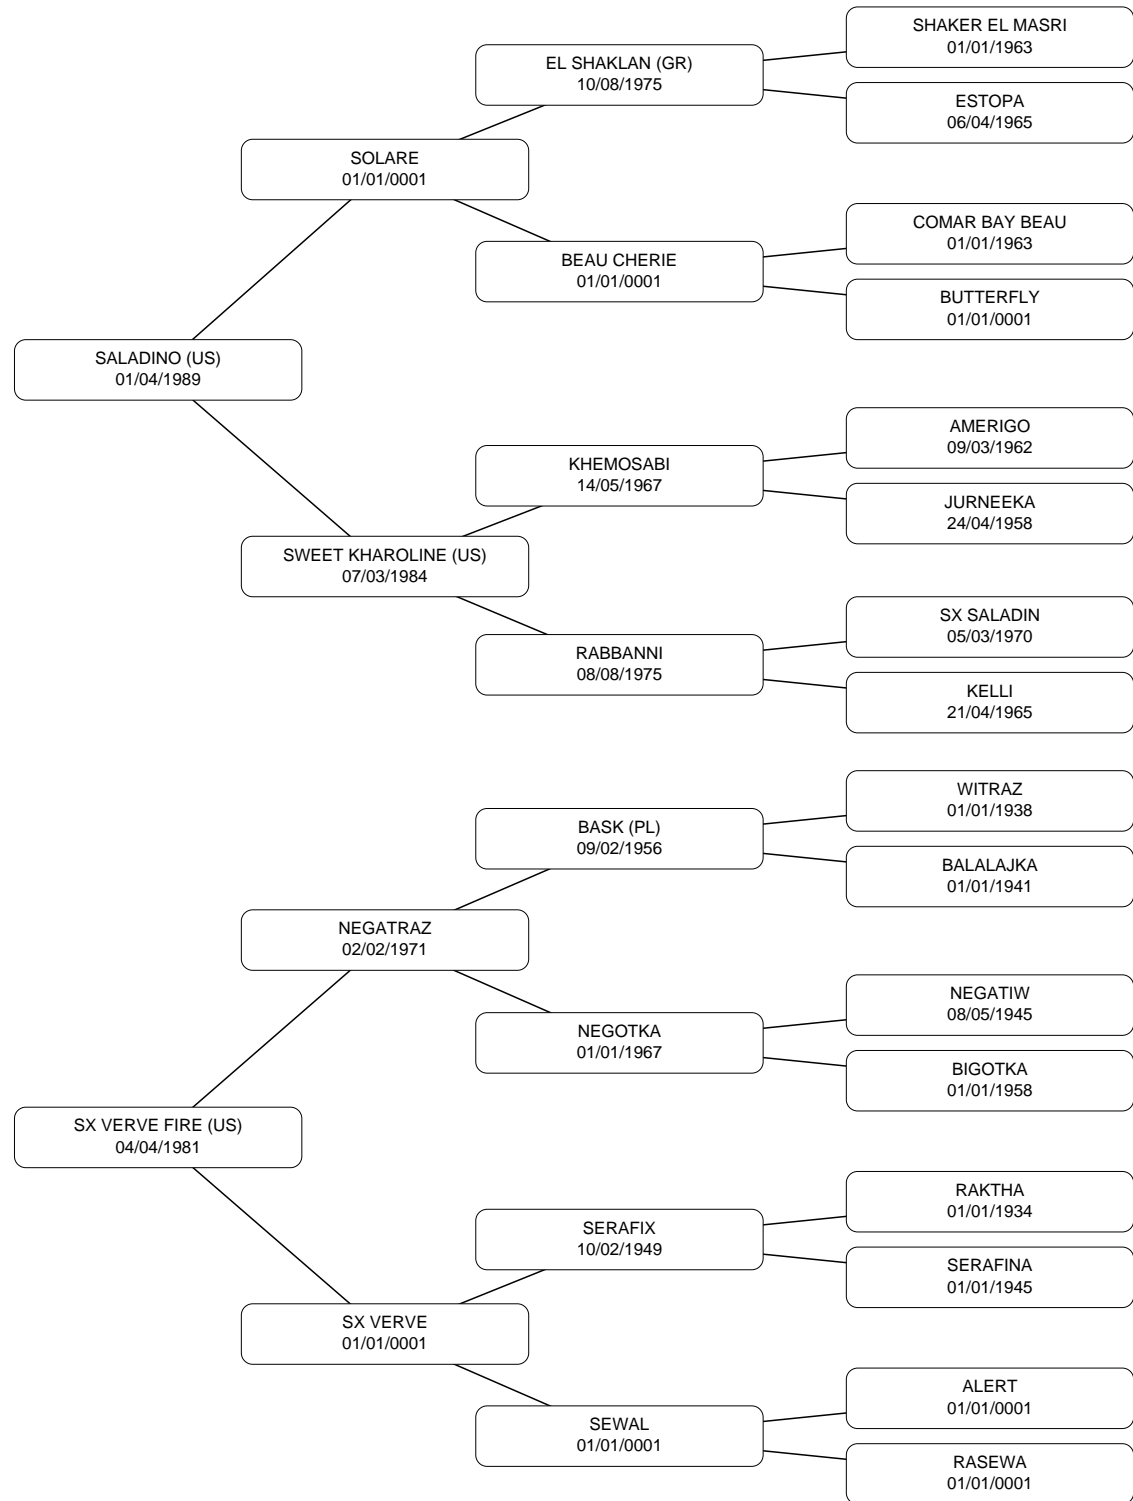 SHAKER EL MASRI
01/01/1963
EL SHAKLAN (GR)
10/08/1975
ESTOPA
06/04/1965
SOLARE
01/01/0001
COMAR BAY BEAU
01/01/1963
BEAU CHERIE
01/01/0001
BUTTERFLY
01/01/0001
SALADINO (US)
01/04/1989
AMERIGO
09/03/1962
KHEMOSABI
14/05/1967
JURNEEKA
24/04/1958
SWEET KHAROLINE (US)
07/03/1984
SX SALADIN
05/03/1970
RABBANNI
08/08/1975
KELLI
21/04/1965
WITRAZ
01/01/1938
BASK (PL)
09/02/1956
BALALAJKA
01/01/1941
NEGATRAZ
02/02/1971
NEGATIW
08/05/1945
NEGOTKA
01/01/1967
BIGOTKA
01/01/1958
SX VERVE FIRE (US)
04/04/1981
RAKTHA
01/01/1934
SERAFIX
10/02/1949
SERAFINA
01/01/1945
SX VERVE
01/01/0001
ALERT
01/01/0001
SEWAL
01/01/0001
RASEWA
01/01/0001